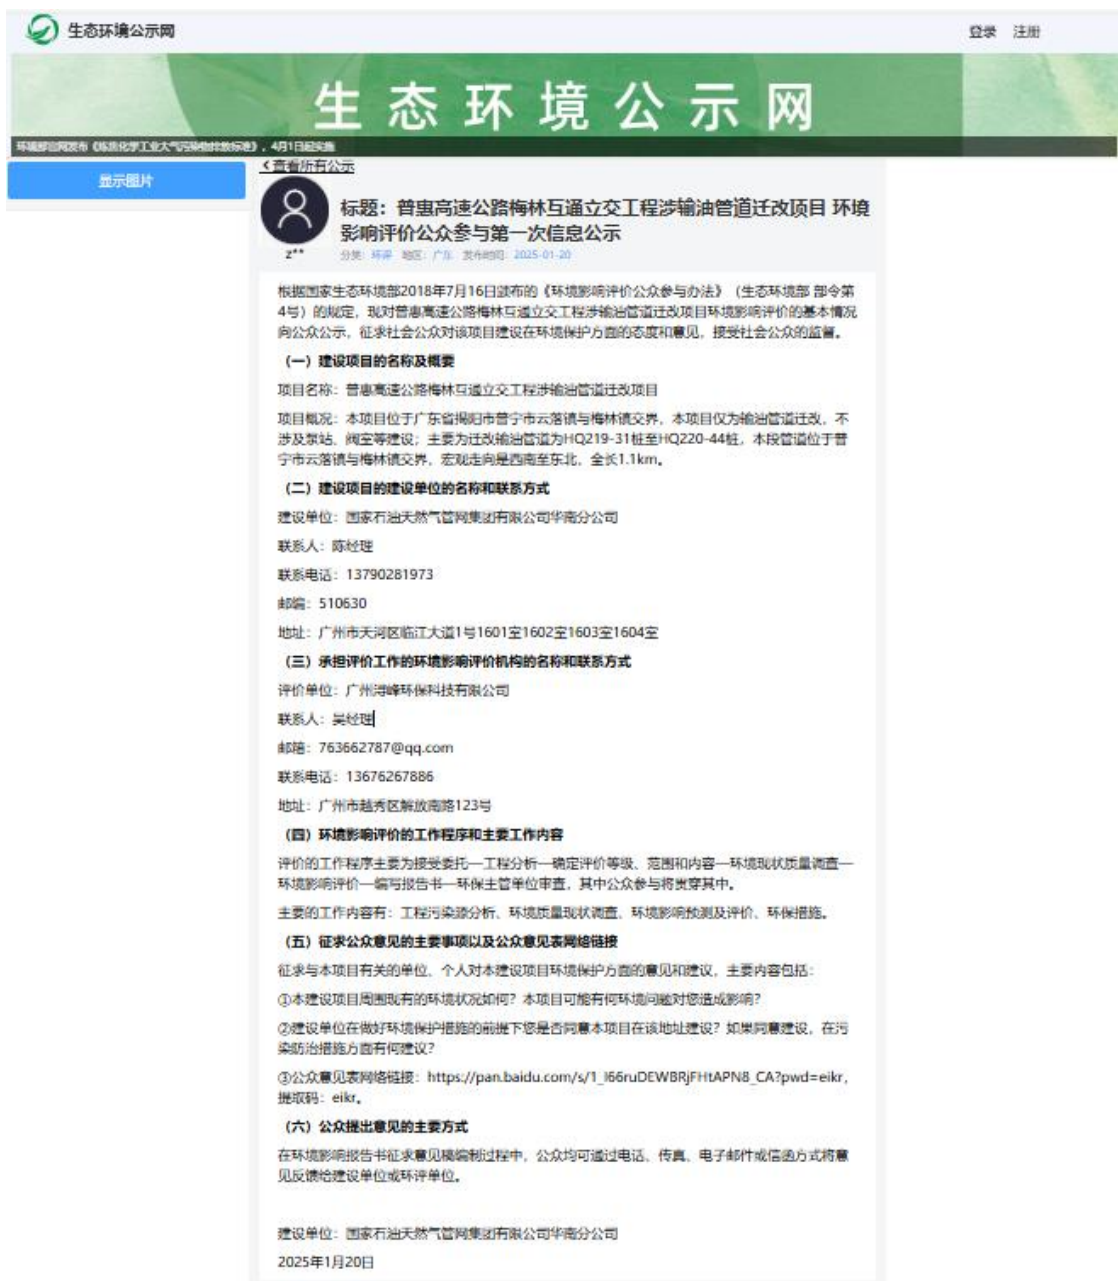 生态环境公示网
登录 注册
生态环境公示网
环境部官网发布《炼焦化学工业大气污染物排放标准》，4月1日起实施
<查看所有公示
显示图片
标题：普惠高速公路梅林互通立交工程涉输油管道迁改项目 环境
影响评价公众参与第一次信息公示
z**
分类：环评 地区：广东 发布时间：2025-01-20
根据国家生态环境部2018年7月16日颁布的《环境影响评价公众参与办法》（生态环境部 部令第
4号）的规定，现对普惠高速公路梅林互通立交工程涉输油管道迁改项目环境影响评价的基本情况
向公众公示，征求社会公众对该项目建设在环境保护方面的态度和意见，接受社会公众的监督。
（一）建设项目的名称及概要
项目名称：普惠高速公路梅林互通立交工程涉输油管道迁改项目
项目概况：本项目位于广东省揭阳市普宁市云落镇与梅林镇交界，本项目仅为输油管道迁改，不
涉及泵站、阀室等建设；主要为迁改输油管道为HQ219-31桩至HQ220-44桩，本段管道位于普
宁市云落镇与梅林镇交界，宏观走向是西南至东北，全长1.1km。
（二）建设项目的建设单位的名称和联系方式
建设单位：国家石油天然气管网集团有限公司华南分公司
联系人：陈经理
联系电话：13790281973
邮编：510630
地址：广州市天河区临江大道1号1601室1602室1603室1604室
（三）承担评价工作的环境影响评价机构的名称和联系方式
评价单位：广州浔峰环保科技有限公司
联系人：吴经理
邮箱：763662787@qq.com
联系电话：13676267886
地址：广州市越秀区解放南路123号
（四）环境影响评价的工作程序和主要工作内容
评价的工作程序主要为接受委托—工程分析—确定评价等级、范围和内容—环境现状质量调查—
环境影响评价—编写报告书—环保主管单位审查，其中公众参与将贯穿其中。
主要的工作内容有：工程污染源分析、环境质量现状调查、环境影响预测及评价、环保措施。
（五）征求公众意见的主要事项以及公众意见表网络链接
征求与本项目有关的单位、个人对本建设项目环境保护方面的意见和建议，主要内容包括：
①本建设项目周围现有的环境状况如何？本项目可能有何环境问题对您造成影响？
②建设单位在做好环境保护措施的前提下您是否同意本项目在该地址建设？如果同意建设，在污
染防治措施方面有何建议？
③公众意见表网络链接：https://pan.baidu.com/s/1_l66ruDEWBRjFHtAPN8_CA?pwd=eikr，
提取码：eikr。
（六）公众提出意见的主要方式
在环境影响报告书征求意见稿编制过程中，公众均可通过电话、传真、电子邮件或信函方式将意
见反馈给建设单位或环评单位。
建设单位：国家石油天然气管网集团有限公司华南分公司
2025年1月20日